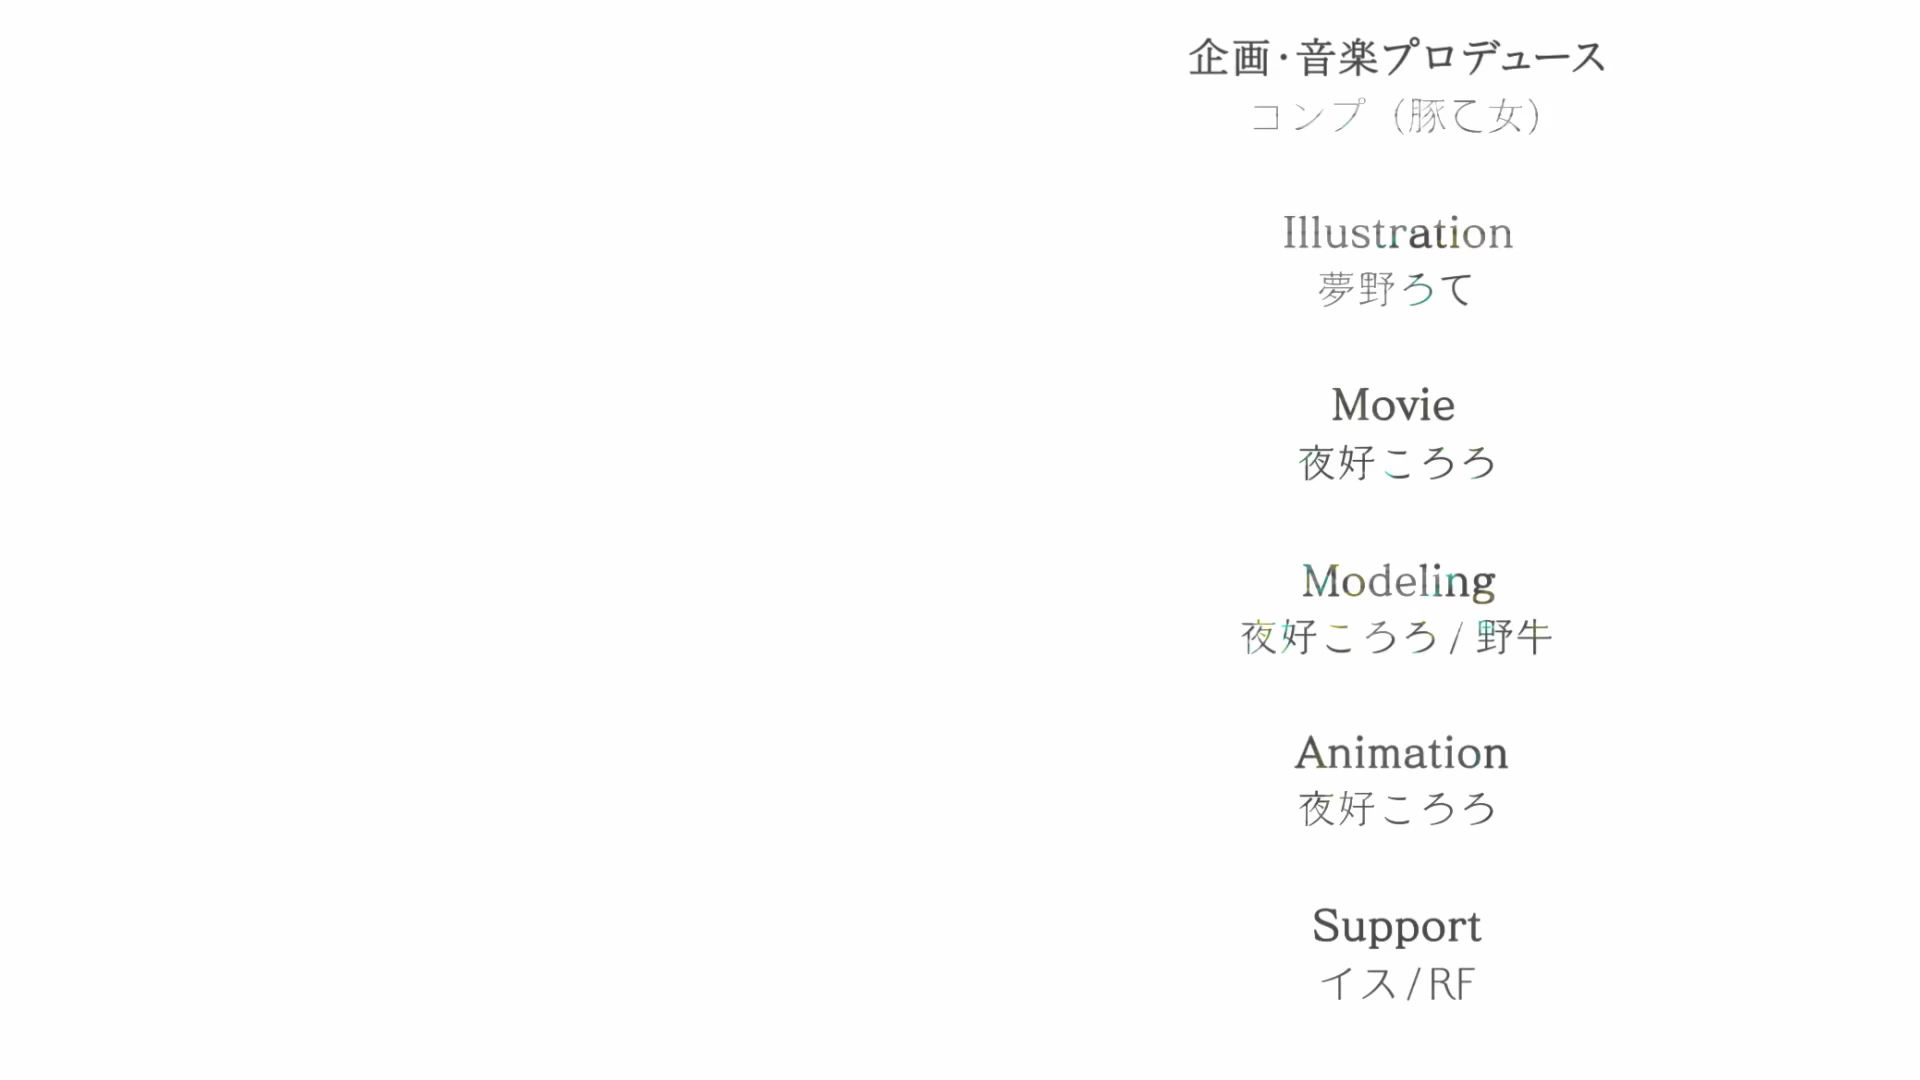 企画・音楽プロデュース
コンプ（豚乙女）
Illustration
夢野ろて
Movie
夜好ころろ
Modeling
夜好ころろ / 野牛
Animation
夜好ころろ
Support
イス / RF